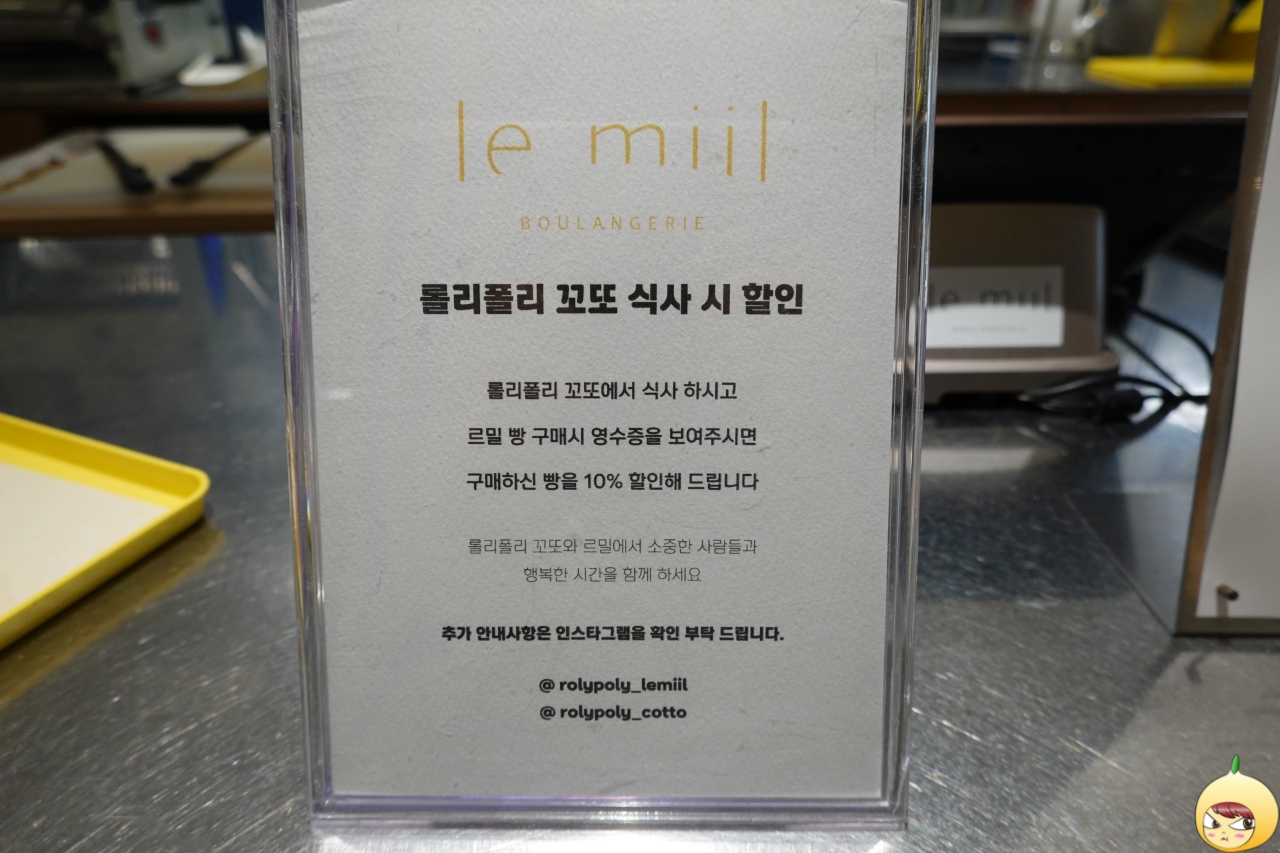 le miil
BOULANGERIE
롤리폴리 꼬또 식사 시 할인
롤리폴리 꼬또에서 식사 하시고
르밀 빵 구매시 영수증을 보여주시면
구매하신 빵을 10% 할인해 드립니다
롤리폴리 꼬또와 르밀에서 소중한 사람들과
행복한 시간을 함께 하세요
추가 안내사항은 인스타그램을 확인 부탁 드립니다.
@ rolypoly_lemiil
@ rolypoly_cotto
le miil
BOULANGERIE